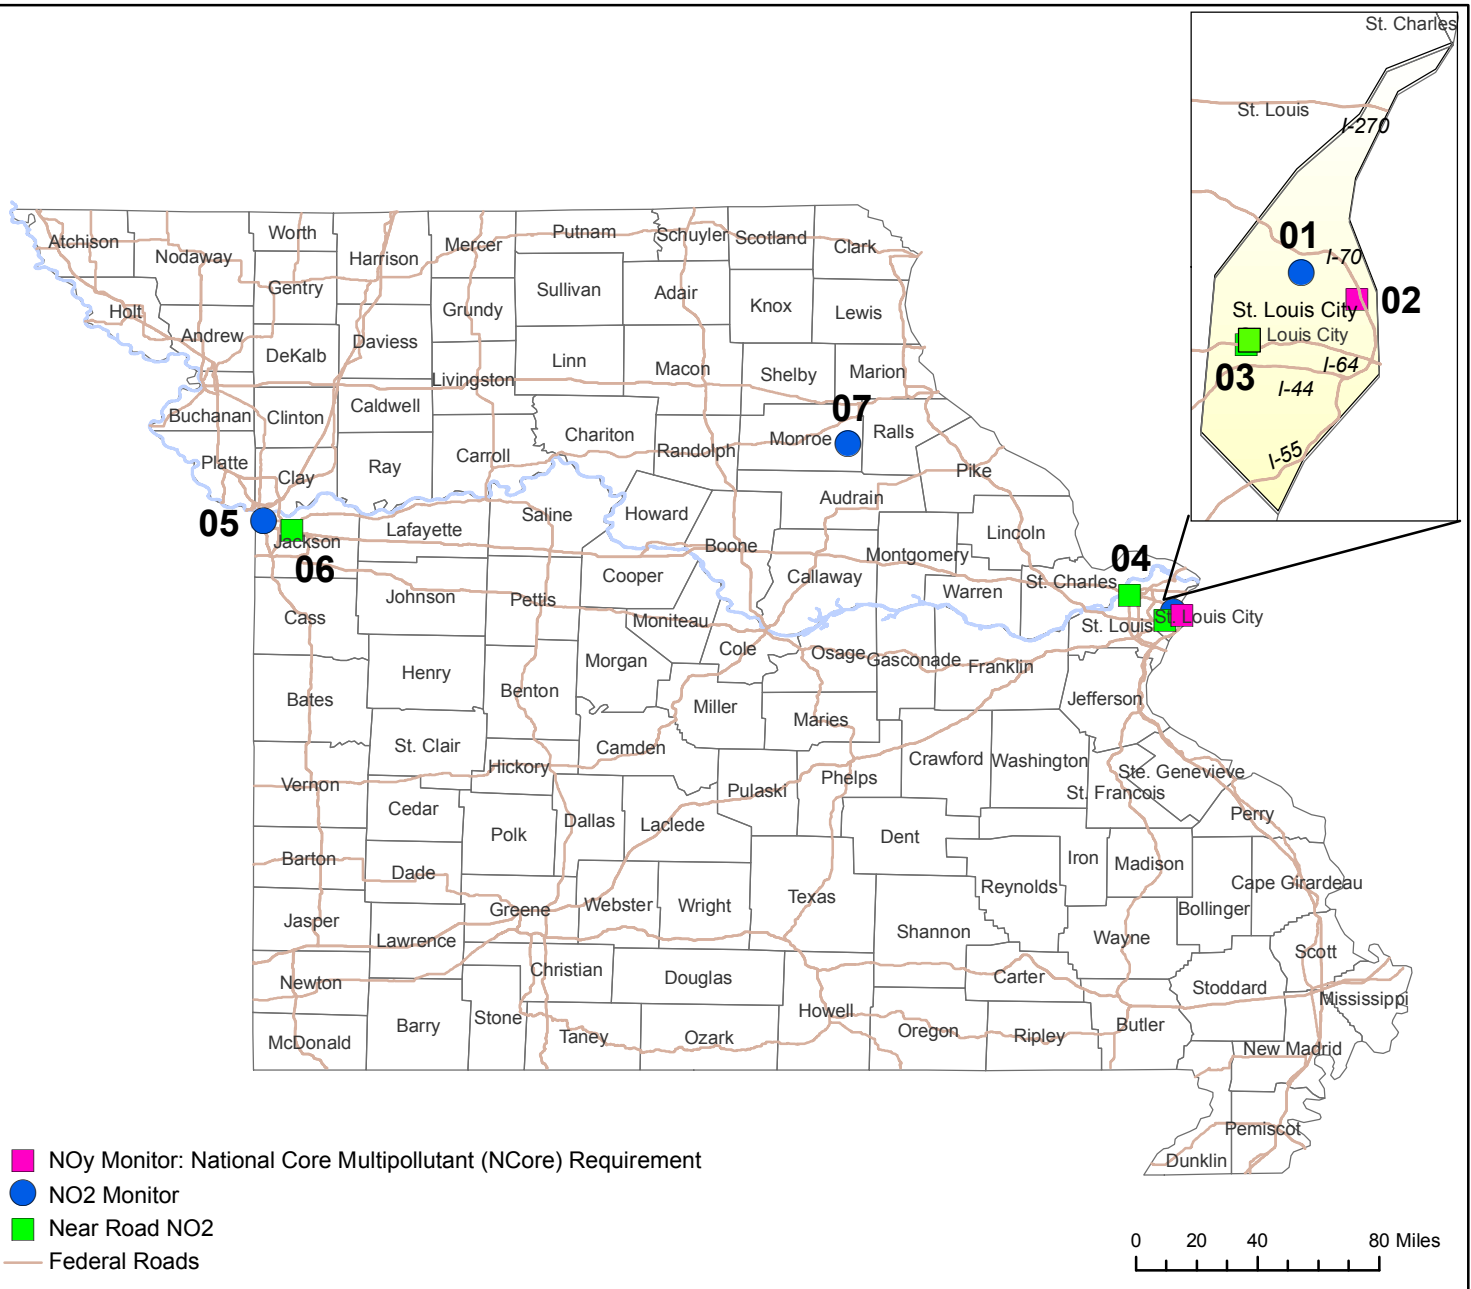 St. Charles
St. Louis
I-270
01
I-70
02
St. Louis City
Louis City
I-64
03
I-44
I-55
Atchison
Nodaway
Worth
Harrison
Mercer
Putnam
Schuyler
Scotland
Clark
Gentry
Sullivan
Adair
Knox
Lewis
Holt
Andrew
DeKalb
Daviess
Grundy
Livingston
Linn
Macon
Shelby
Marion
Buchanan
Clinton
Caldwell
07
Chariton
Randolph
Monroe
Ralls
Platte
Clay
Ray
Carroll
Pike
Audrain
05
Jackson
06
Lafayette
Saline
Howard
Boone
Lincoln
Montgomery
04
Cooper
Callaway
Warren
St. Charles
Cass
Johnson
Pettis
Moniteau
St. Louis
St. Louis City
Cole
Osage
Gasconade
Franklin
Henry
Morgan
Bates
Benton
Miller
Maries
Jefferson
St. Clair
Camden
Hickory
Crawford
Washington
Ste. Genevieve
Vernon
Pulaski
Phelps
St. Francois
Cedar
Perry
Polk
Dallas
Laclede
Dent
Barton
Dade
Iron
Madison
Reynolds
Cape Girardeau
Jasper
Greene
Webster
Wright
Texas
Bollinger
Lawrence
Shannon
Wayne
Scott
Newton
Christian
Douglas
Carter
Stoddard
Mississippi
McDonald
Barry
Stone
Taney
Ozark
Howell
Oregon
Ripley
Butler
New Madrid
Pemiscot
Dunklin
NOy Monitor: National Core Multipollutant (NCore) Requirement
NO2 Monitor
Near Road NO2
Federal Roads
0 20 40 80 Miles